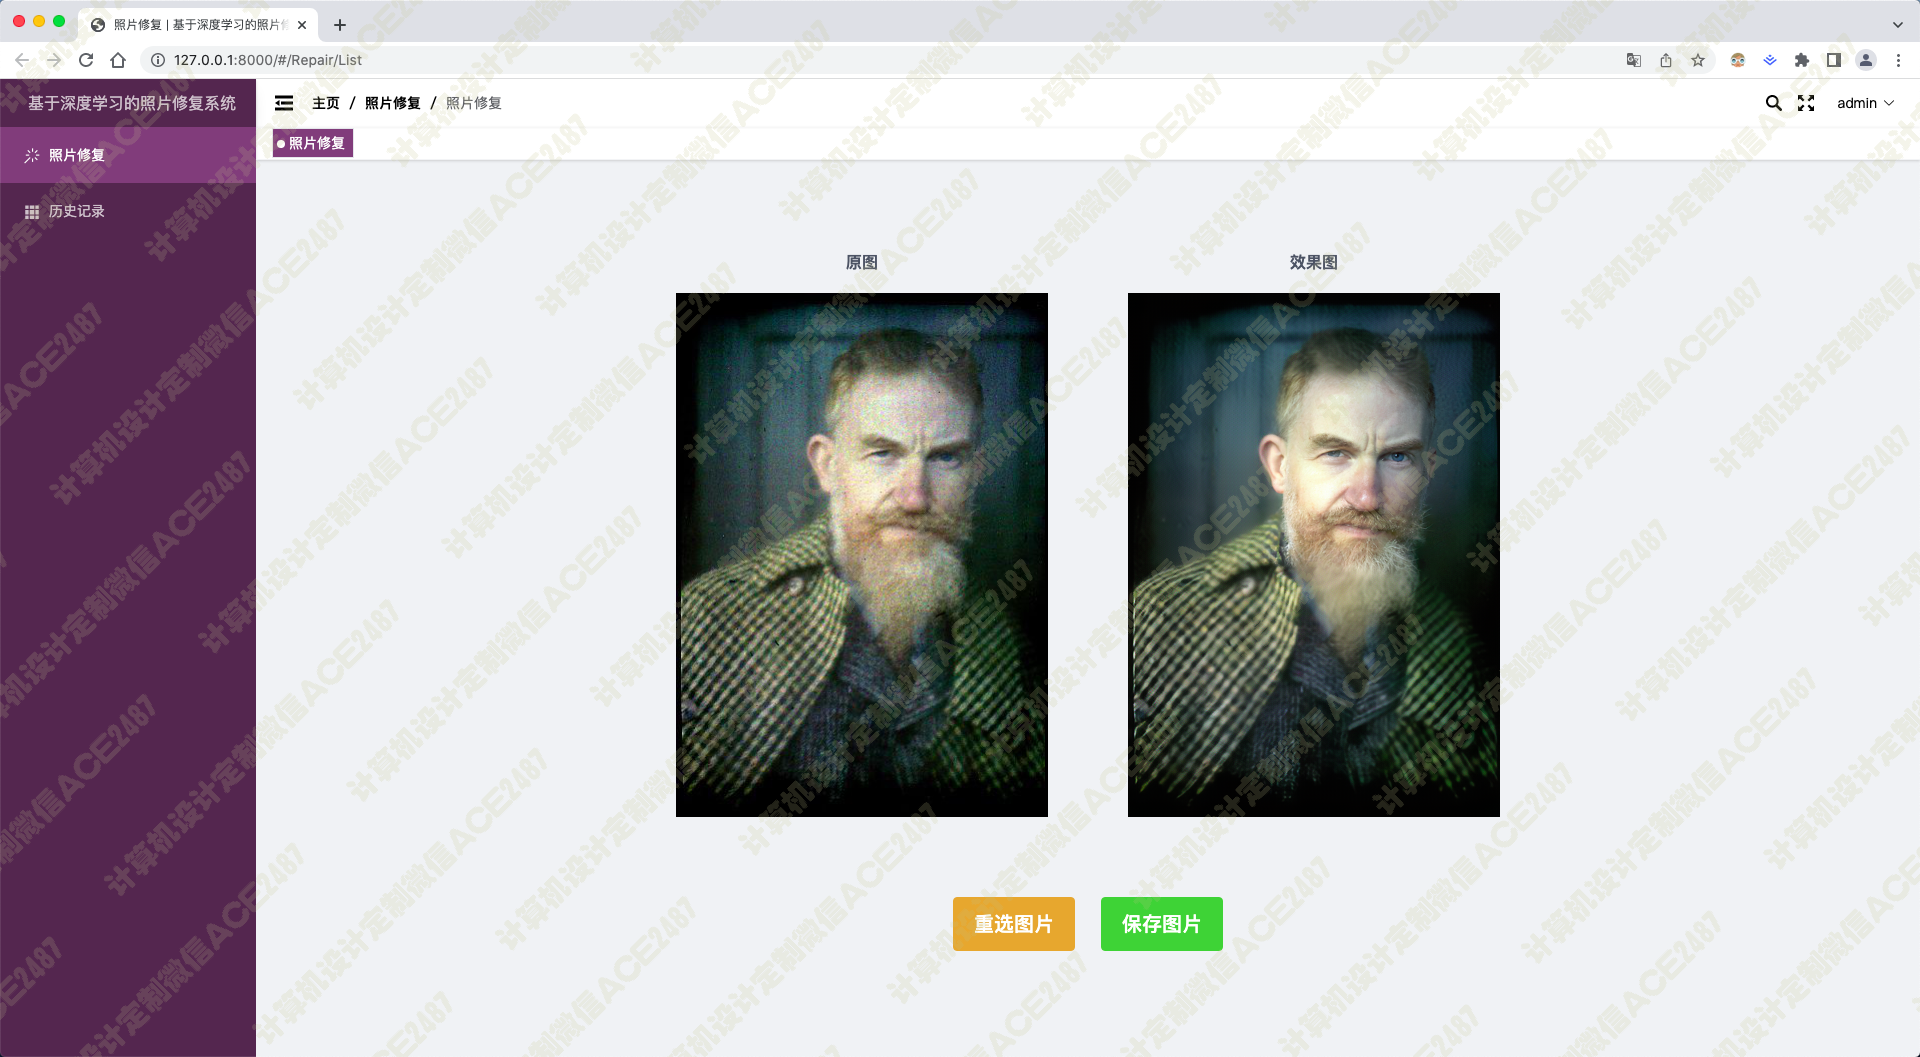 照片修复 | 基于深度学习的照片修
127.0.0.1:8000/#/Repair/List
基于深度学习的照片修复系统
主页 / 照片修复 / 照片修复
admin
照片修复
照片修复
历史记录
原图
效果图
重选图片
保存图片
计算机设计定制微信ACE2487